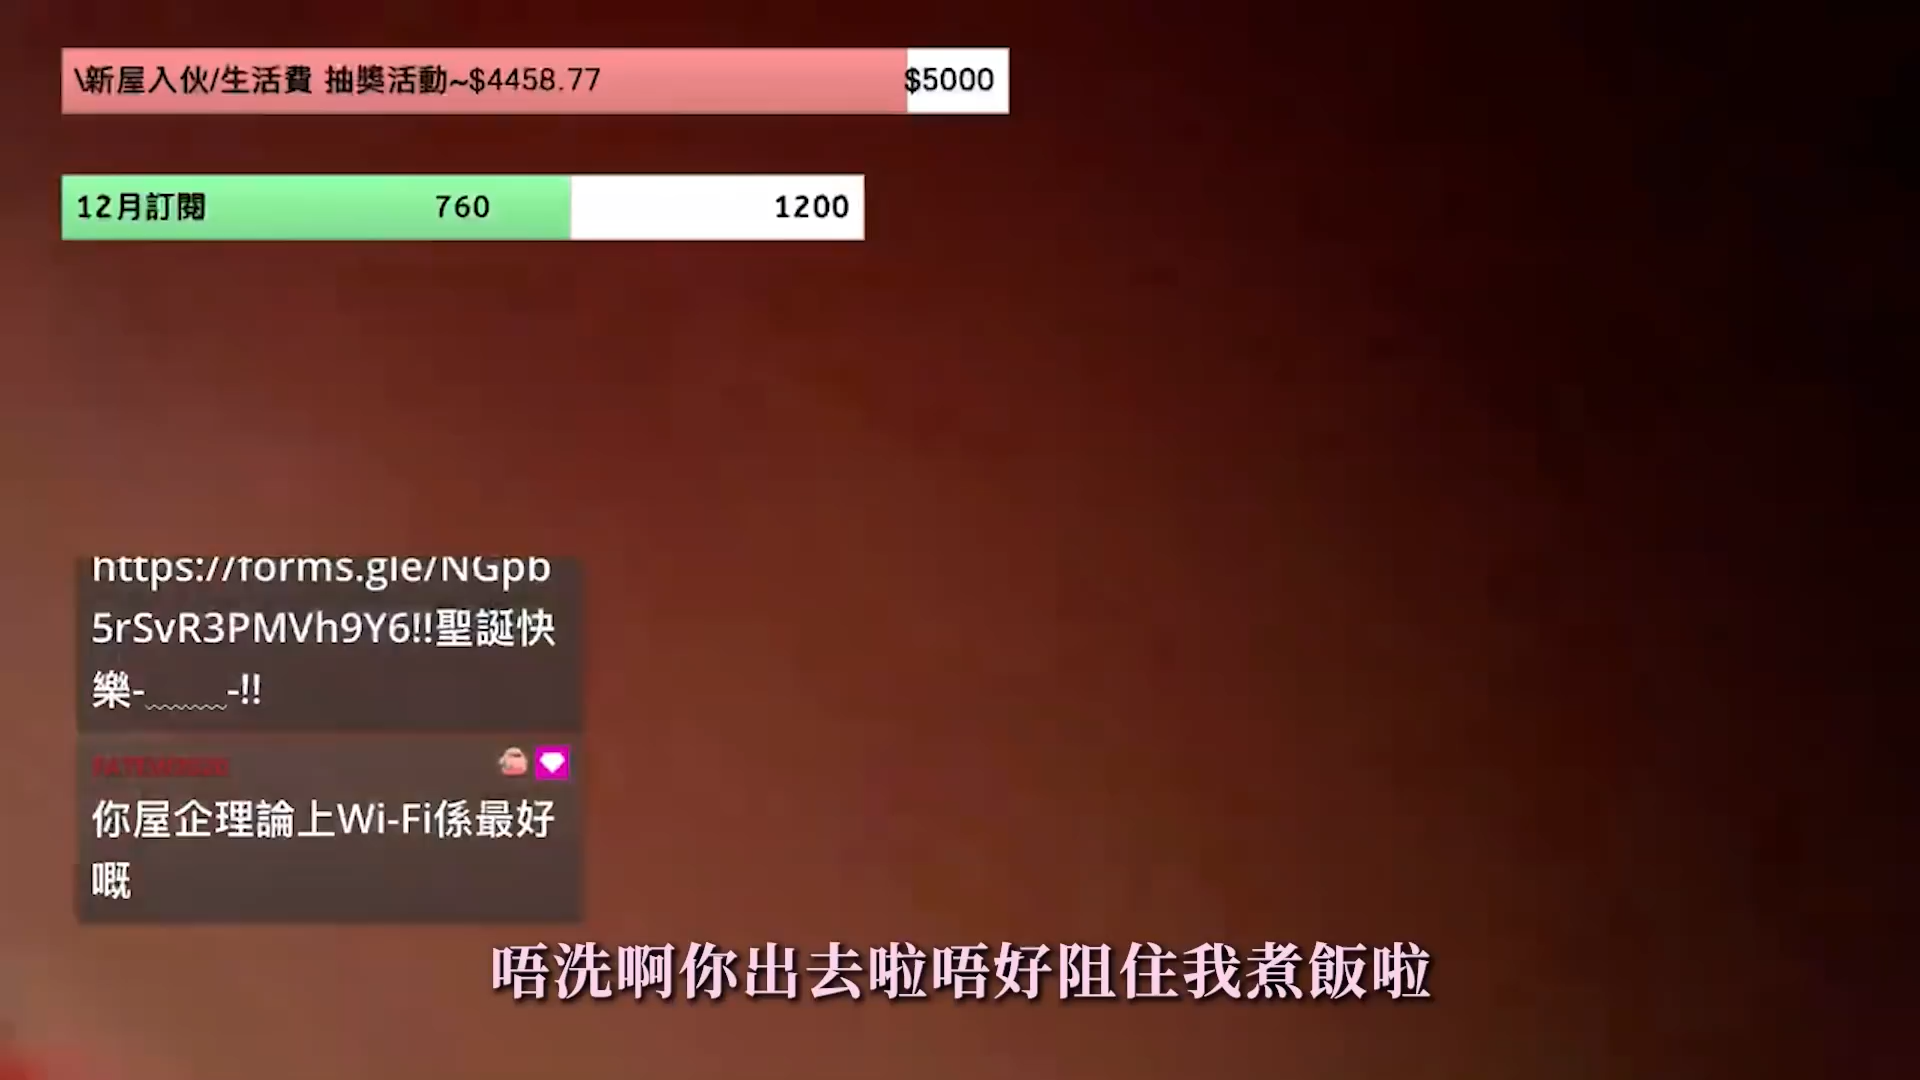 \新屋入伙/生活費 抽獎活動~$4458.77 $5000
12月訂閱 760 1200
https://forms.gle/NGpb
5rSvR3PMVh9Y6!!聖誕快
樂-﹏﹏-!!
你屋企理論上Wi-Fi係最好
嘅
唔洗啊你出去啦唔好阻住我煮飯啦